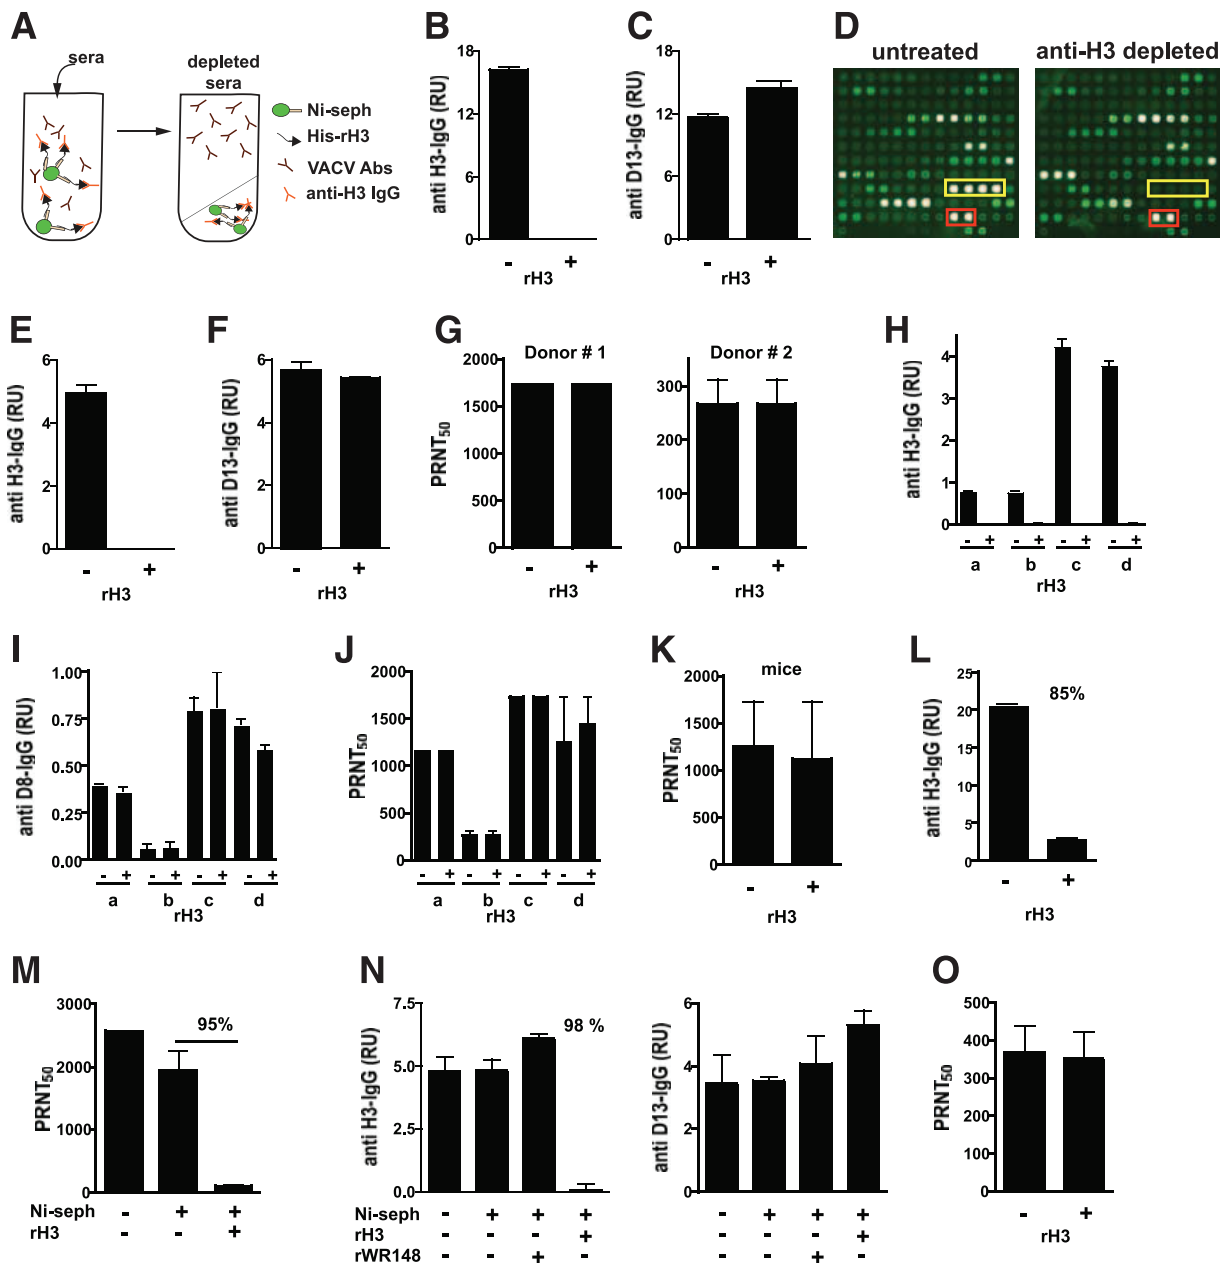 A
sera
depleted
sera
Ni-seph
His-rH3
VACV Abs
anti-H3 IgG
B
anti H3-IgG (RU)
18
12
6
0
- +
rH3
C
anti D13-IgG (RU)
18
12
6
0
- +
rH3
D
untreated
anti-H3 depleted
E
anti H3-IgG (RU)
6
4
2
0
- +
rH3
F
anti D13-IgG (RU)
6
4
2
0
- +
rH3
G
PRNT50
Donor # 1
2000
1500
1000
500
0
- +
rH3
Donor # 2
300
200
100
0
- +
rH3
H
anti H3-IgG (RU)
4
3
2
1
0
- + - + - + - +
a b c d
rH3
I
anti D8-IgG (RU)
1.00
0.75
0.50
0.25
0.00
- + - + - + - +
a b c d
rH3
J
PRNT50
2000
1500
1000
500
0
- + - + - + - +
a b c d
rH3
K
mice
PRNT50
2000
1500
1000
500
0
- +
rH3
L
anti H3-IgG (RU)
85%
25
20
15
10
5
0
- +
rH3
M
PRNT50
95%
3000
2000
1000
0
Ni-seph - + +
rH3 - - +
N
anti H3-IgG (RU)
98 %
7.5
5.0
2.5
0.0
Ni-seph - + + +
rH3 - - - +
rWR148 - - + -
anti D13-IgG (RU)
6
4
2
0
- + + +
- - - +
- - + -
O
PRNT50
500
400
300
200
100
0
- +
rH3